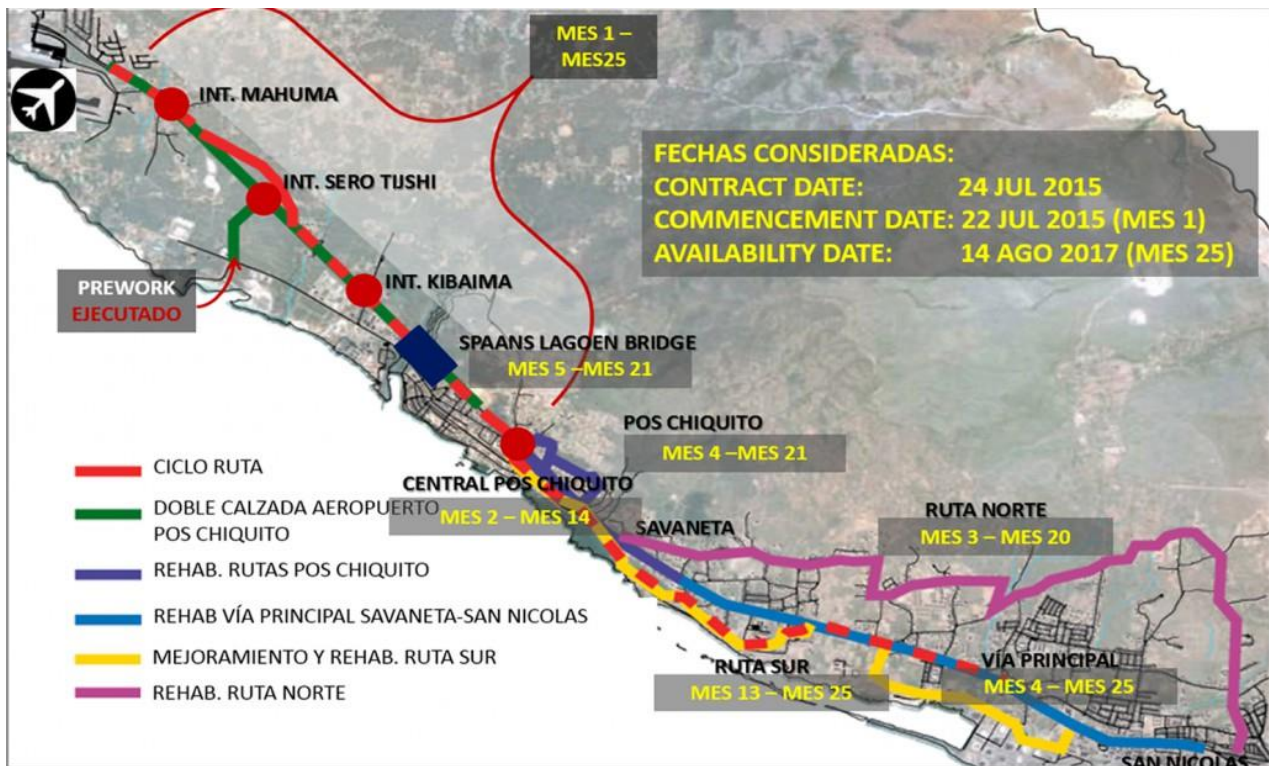 MES 1 –
MES25
INT. MAHUMA
FECHAS CONSIDERADAS:
CONTRACT DATE: 24 JUL 2015
COMMENCEMENT DATE: 22 JUL 2015 (MES 1)
AVAILABILITY DATE: 14 AGO 2017 (MES 25)
INT. SERO TIJSHI
PREWORK
EJECUTADO
INT. KIBAIMA
SPAANS LAGOEN BRIDGE
MES 5 –MES 21
POS CHIQUITO
MES 4 –MES 21
CENTRAL POS CHIQUITO
MES 2 – MES 14
SAVANETA
RUTA NORTE
MES 3 – MES 20
RUTA SUR
MES 13 – MES 25
VÍA PRINCIPAL
MES 4 – MES 25
SAN NICOLAS
CICLO RUTA
DOBLE CALZADA AEROPUERTO
POS CHIQUITO
REHAB. RUTAS POS CHIQUITO
REHAB VÍA PRINCIPAL SAVANETA-SAN NICOLAS
MEJORAMIENTO Y REHAB. RUTA SUR
REHAB. RUTA NORTE